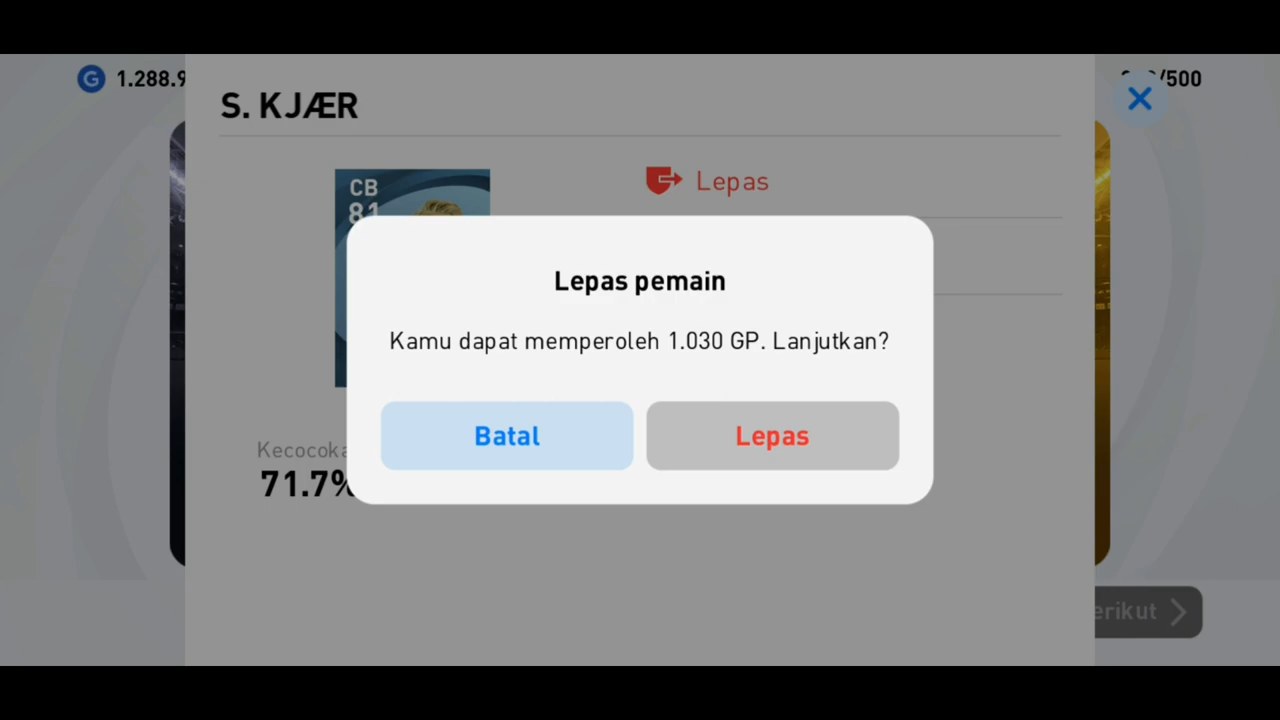 G 1.288.9
/500
S. KJÆR
CB
81
Lepas
Lepas pemain
Kamu dapat memperoleh 1.030 GP. Lanjutkan?
Batal
Lepas
Kecocoka
71.7%
erikut